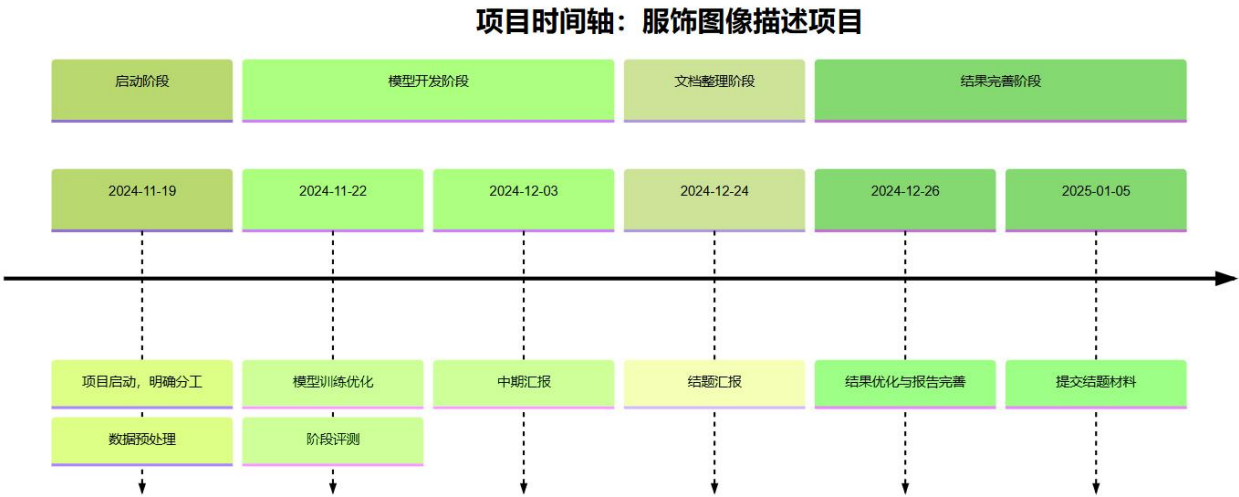 项目时间轴：服饰图像描述项目
启动阶段
模型开发阶段
文档整理阶段
结果完善阶段
2024-11-19
2024-11-22
2024-12-03
2024-12-24
2024-12-26
2025-01-05
项目启动，明确分工
模型训练优化
中期汇报
结题汇报
结果优化与报告完善
提交结题材料
数据预处理
阶段评测